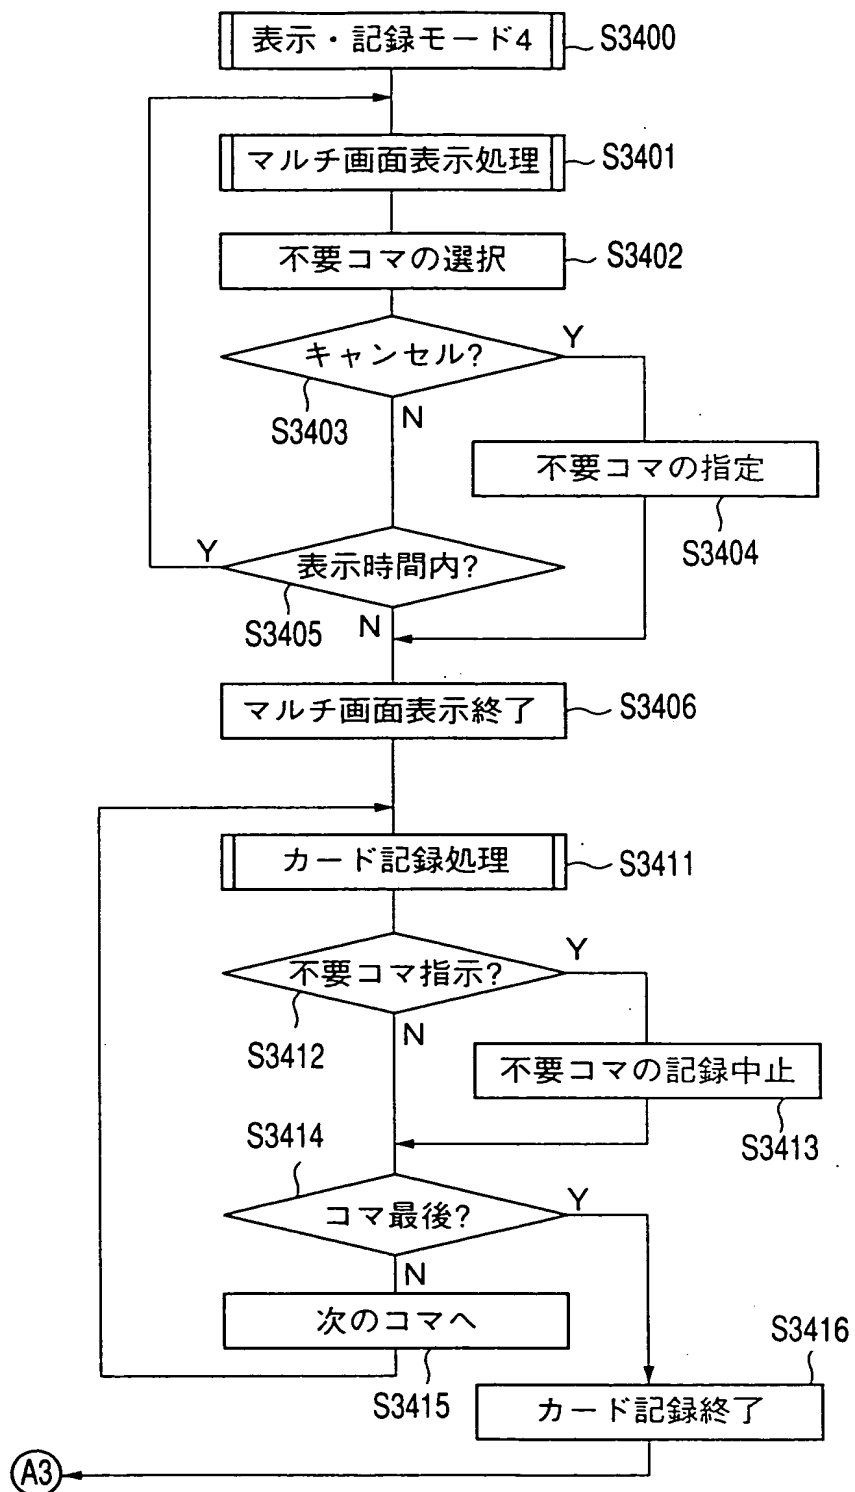 表示・記録モード4
S3400
マルチ画面表示処理
S3401
不要コマの選択
S3402
キャンセル?
Y
S3403
N
不要コマの指定
S3404
表示時間内?
Y
S3405
N
マルチ画面表示終了
S3406
カード記録処理
S3411
不要コマ指示?
Y
S3412
N
不要コマの記録中止
S3413
S3414
コマ最後?
Y
N
次のコマへ
S3415
S3416
カード記録終了
A3